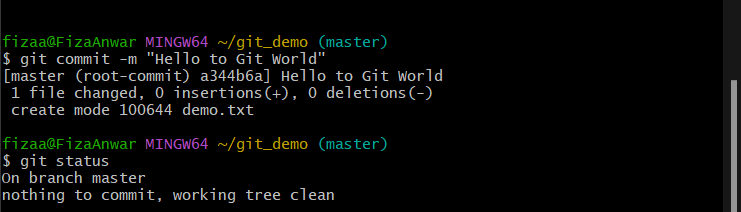 fizaa@FizaAnwar MINGW64 ~/git_demo (master)
$ git commit -m "Hello to Git World"
[master (root-commit) a344b6a] Hello to Git World
 1 file changed, 0 insertions(+), 0 deletions(-)
 create mode 100644 demo.txt
fizaa@FizaAnwar MINGW64 ~/git_demo (master)
$ git status
On branch master
nothing to commit, working tree clean